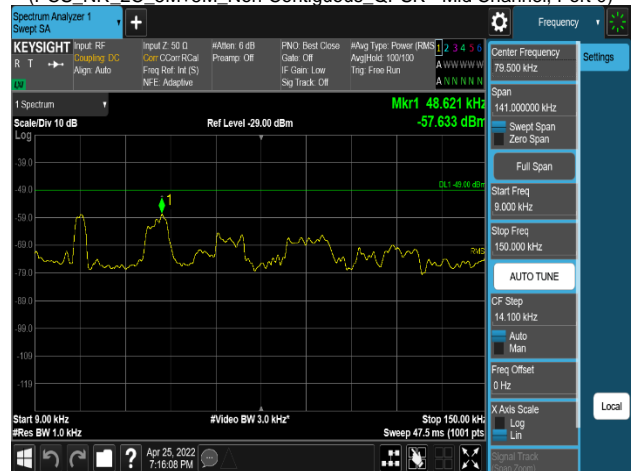 Spectrum Analyzer 1
Swept SA
Frequency
KEYSIGHT
R T
LXI
Input: RF
Coupling: DC
Align: Auto
Input Z: 50 Ω
Corr CCorr RCal
Freq Ref: Int (S)
NFE: Adaptive
#Atten: 6 dB
Preamp: Off
PNO: Best Close
Gate: Off
IF Gain: Low
Sig Track: Off
#Avg Type: Power (RMS
Avg|Hold: 100/100
Trig: Free Run
1 2 3 4 5 6
A W W W W W
A N N N N N
Center Frequency
79.500 kHz
Settings
Span
141.000000 kHz
Swept Span
Zero Span
Full Span
Start Freq
9.000 kHz
Stop Freq
150.000 kHz
AUTO TUNE
CF Step
14.100 kHz
Auto
Man
Freq Offset
0 Hz
X Axis Scale
Log
Lin
Signal Track
(Span Zoom)
Local
1 Spectrum
Scale/Div 10 dB
Log
Ref Level -29.00 dBm
Mkr1 48.621 kHz
-57.633 dBm
-39.0
-49.0
-59.0
-69.0
-79.0
-89.0
-99.0
-109
-119
DL1 -49.00 dBm
1
RMS
Start 9.00 kHz
#Res BW 1.0 kHz
#Video BW 3.0 kHz*
Stop 150.00 kHz
Sweep 47.5 ms (1001 pts
?
Apr 25, 2022
7:16:08 PM